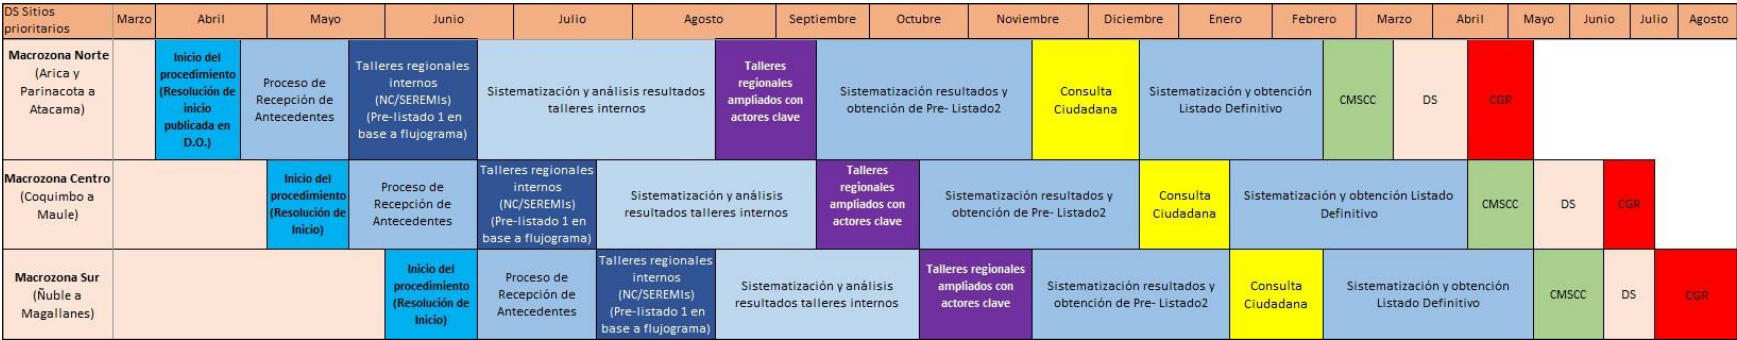 DS Sitios
prioritarios
Marzo
Abril
Mayo
Junio
Julio
Agosto
Septiembre
Octubre
Noviembre
Diciembre
Enero
Febrero
Marzo
Abril
Mayo
Junio
Julio
Agosto
Macrozona Norte
(Arica y
Parinacota a
Atacama)
Inicio del
procedimiento
(Resolución de
inicio
publicada en
D.O.)
Proceso de
Recepción de
Antecedentes
Talleres regionales
internos
(NC/SEREMIs)
(Pre-listado 1 en
base a flujograma)
Sistematización y análisis resultados
talleres internos
Talleres
regionales
ampliados con
actores clave
Sistematización resultados y
obtención de Pre- Listado2
Consulta
Ciudadana
Sistematización y obtención
Listado Definitivo
CMSCC
DS
CGR
Macrozona Centro
(Coquimbo a
Maule)
Inicio del
procedimiento
(Resolución de
Inicio)
Proceso de
Recepción de
Antecedentes
Talleres regionales
internos
(NC/SEREMIs)
(Pre-listado 1 en
base a flujograma)
Sistematización y análisis
resultados talleres internos
Talleres
regionales
ampliados con
actores clave
Sistematización resultados y
obtención de Pre- Listado2
Consulta
Ciudadana
Sistematización y obtención Listado
Definitivo
CMSCC
DS
CGR
Macrozona Sur
(Ñuble a
Magallanes)
Inicio del
procedimiento
(Resolución de
Inicio)
Proceso de
Recepción de
Antecedentes
Talleres regionales
internos
(NC/SEREMIs)
(Pre-listado 1 en
base a flujograma)
Sistematización y análisis
resultados talleres internos
Talleres regionales
ampliados con
actores clave
Sistematización resultados y
obtención de Pre- Listado2
Consulta
Ciudadana
Sistematización y obtención
Listado Definitivo
CMSCC
DS
CGR